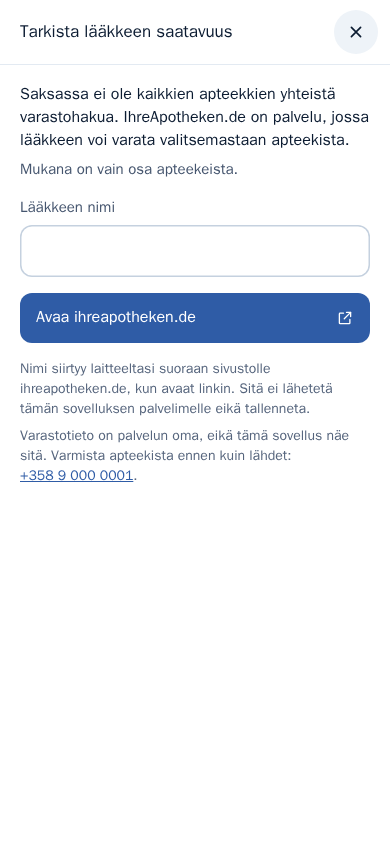 Tarkista lääkkeen saatavuus
Saksassa ei ole kaikkien apteekkien yhteistä
varastohakua. IhreApotheken.de on palvelu, jossa
lääkkeen voi varata valitsemastaan apteekista.
Mukana on vain osa apteekeista.
Lääkkeen nimi
Avaa ihreapotheken.de
Nimi siirtyy laitteeltasi suoraan sivustolle
ihreapotheken.de, kun avaat linkin. Sitä ei lähetetä
tämän sovelluksen palvelimelle eikä tallenneta.
Varastotieto on palvelun oma, eikä tämä sovellus näe
sitä. Varmista apteekista ennen kuin lähdet:
+358 9 000 0001.